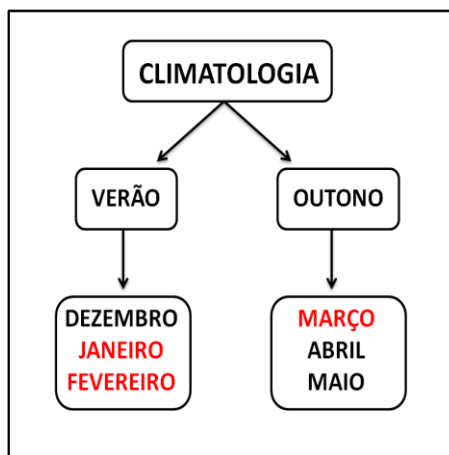 CLIMATOLOGIA
VERÃO
OUTONO
DEZEMBRO
JANEIRO
FEVEREIRO
MARÇO
ABRIL
MAIO